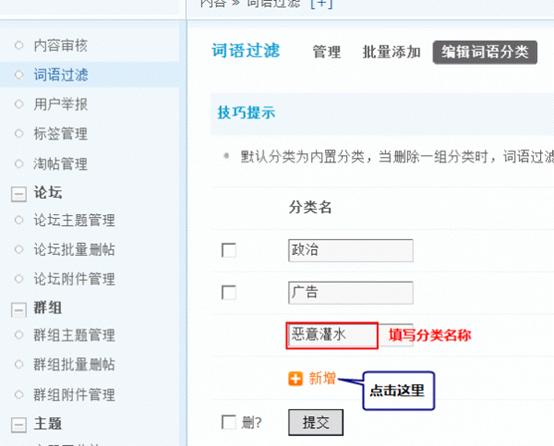 内容 » 词语过滤 [+]
内容审核
词语过滤
用户举报
标签管理
淘帖管理
论坛
论坛主题管理
论坛批量删帖
论坛附件管理
群组
群组主题管理
群组批量删帖
群组附件管理
主题
词语过滤 管理 批量添加 编辑词语分类
技巧提示
默认分类为内置分类，当删除一组分类时，词语过滤
分类名
政治
广告
恶意灌水 填写分类名称
新增
点击这里
删? 提交